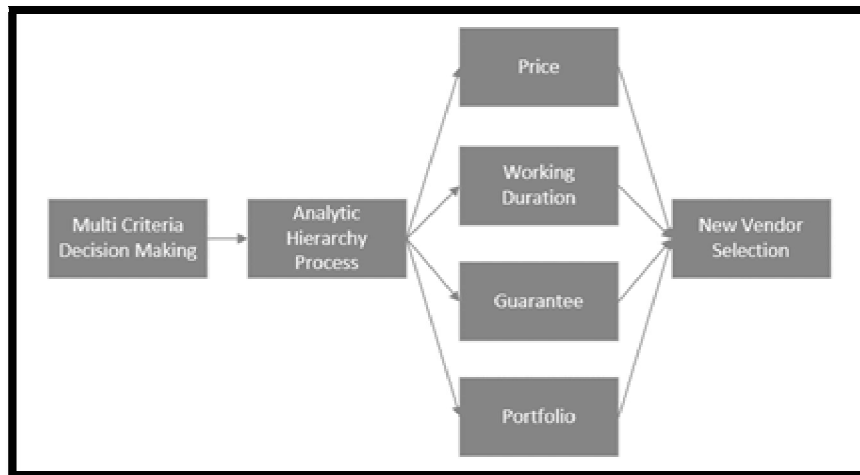 Multi Criteria
Decision Making
Analytic
Hierarchy
Process
Price
Working
Duration
Guarantee
Portfolio
New Vendor
Selection